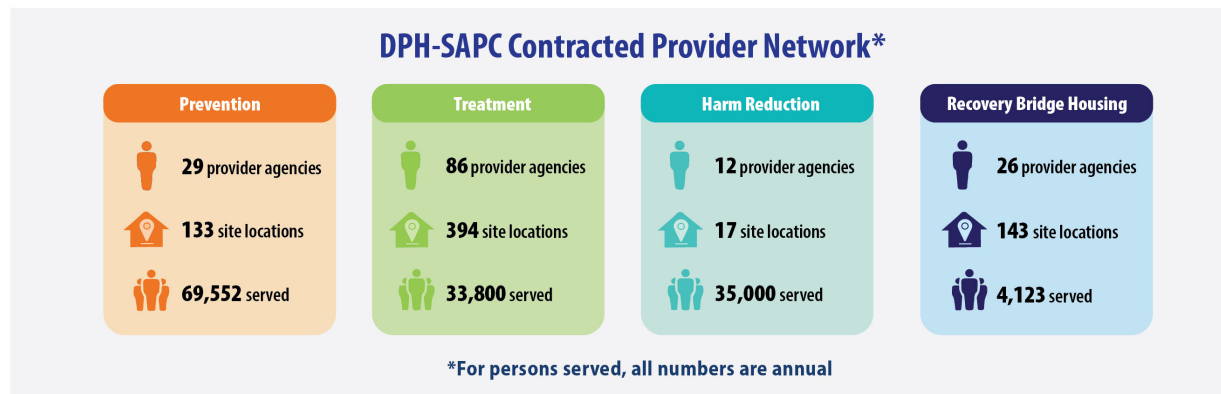 DPH-SAPC Contracted Provider Network*
Prevention
29 provider agencies
133 site locations
69,552 served
Treatment
86 provider agencies
394 site locations
33,800 served
Harm Reduction
12 provider agencies
17 site locations
35,000 served
Recovery Bridge Housing
26 provider agencies
143 site locations
4,123 served
*For persons served, all numbers are annual